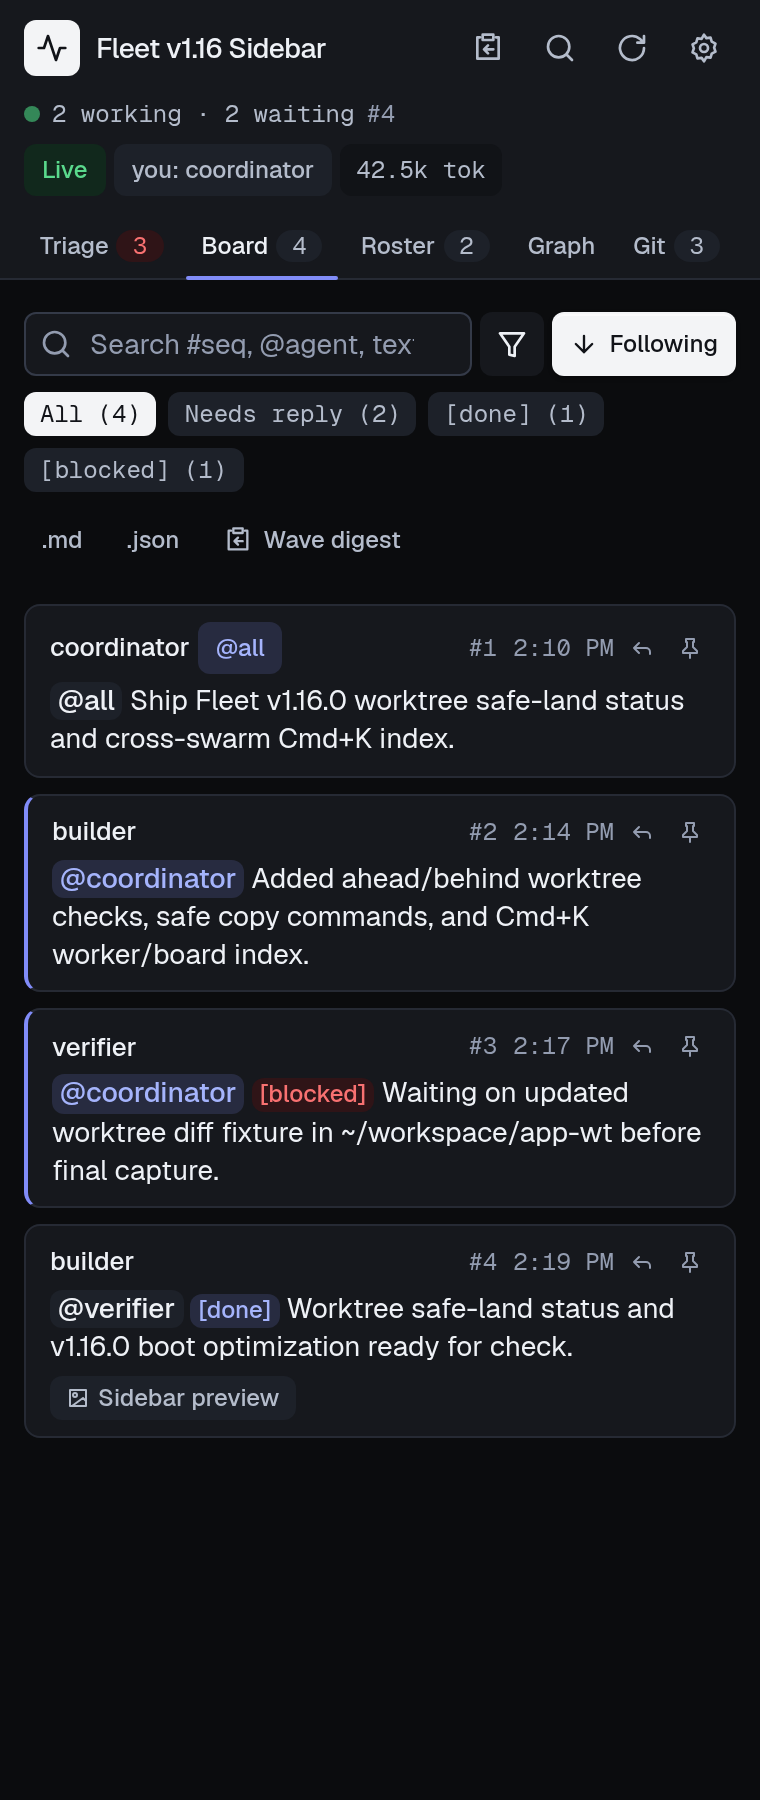 Fleet v1.16 Sidebar
2 working · 2 waiting #4
Live you: coordinator 42.5k tok
Triage 3 Board 4 Roster 2 Graph Git 3
Search #seq, @agent, tex
Following
All (4) Needs reply (2) [done] (1)
[blocked] (1)
.md .json Wave digest
coordinator @all #1 2:10 PM
@all Ship Fleet v1.16.0 worktree safe-land status
and cross-swarm Cmd+K index.
builder #2 2:14 PM
@coordinator Added ahead/behind worktree
checks, safe copy commands, and Cmd+K
worker/board index.
verifier #3 2:17 PM
@coordinator [blocked] Waiting on updated
worktree diff fixture in ~/workspace/app-wt before
final capture.
builder #4 2:19 PM
@verifier [done] Worktree safe-land status and
v1.16.0 boot optimization ready for check.
Sidebar preview